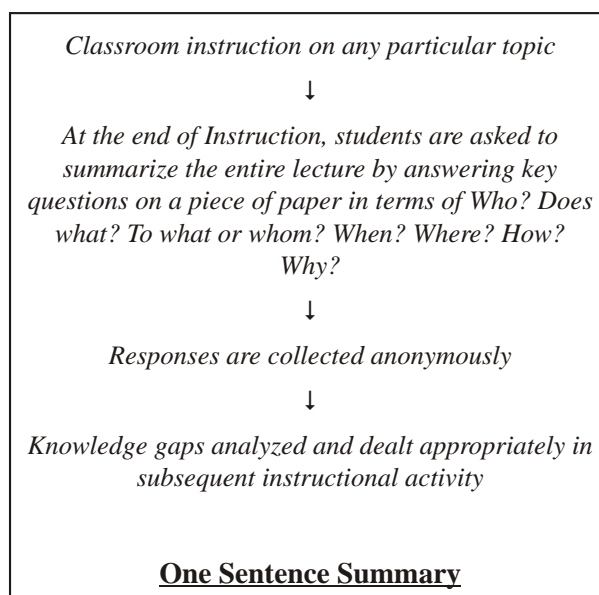 Classroom instruction on any particular topic
↓
At the end of Instruction, students are asked to
summarize the entire lecture by answering key
questions on a piece of paper in terms of Who? Does
what? To what or whom? When? Where? How?
Why?
↓
Responses are collected anonymously
↓
Knowledge gaps analyzed and dealt appropriately in
subsequent instructional activity
One Sentence Summary